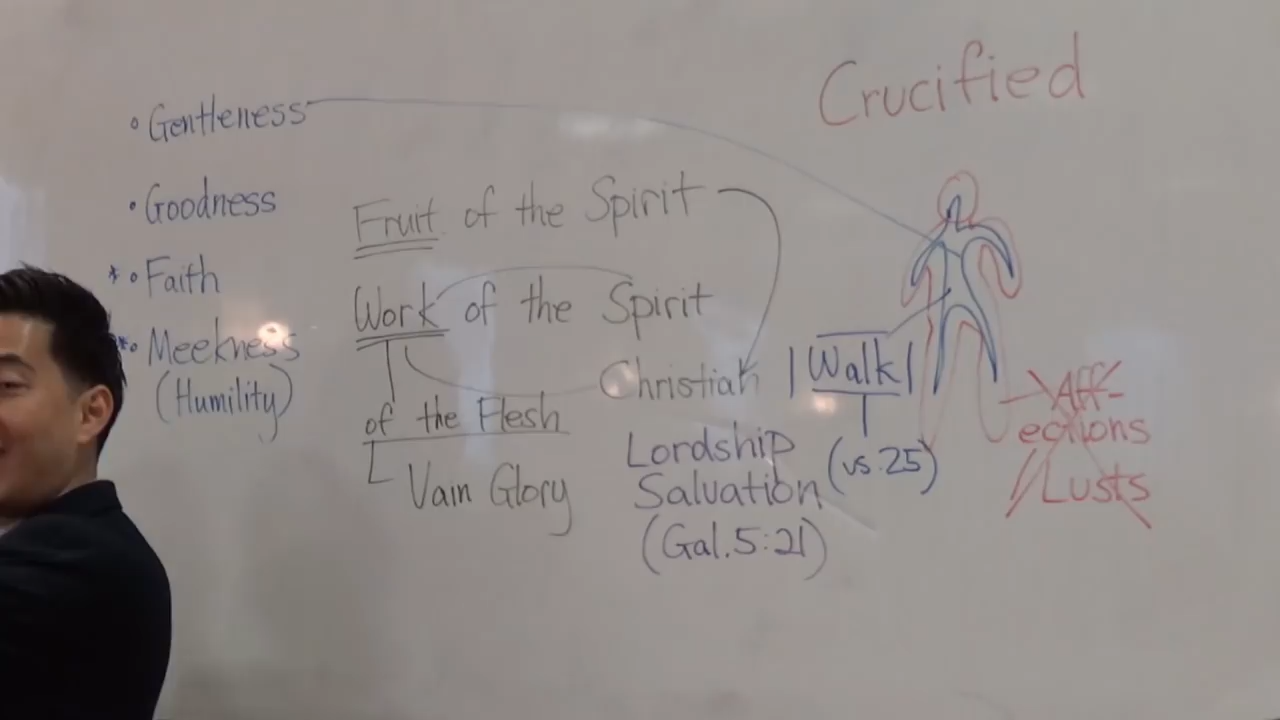 Crucified
• Gentleness
• Goodness
* • Faith
* • Meekness
(Humility)
Fruit of the Spirit
Work of the Spirit
of the Flesh
Vain Glory
Christian
Lordship
Salvation
(Gal. 5:21)
Walk
(vs. 25)
Aff-
ections
Lusts